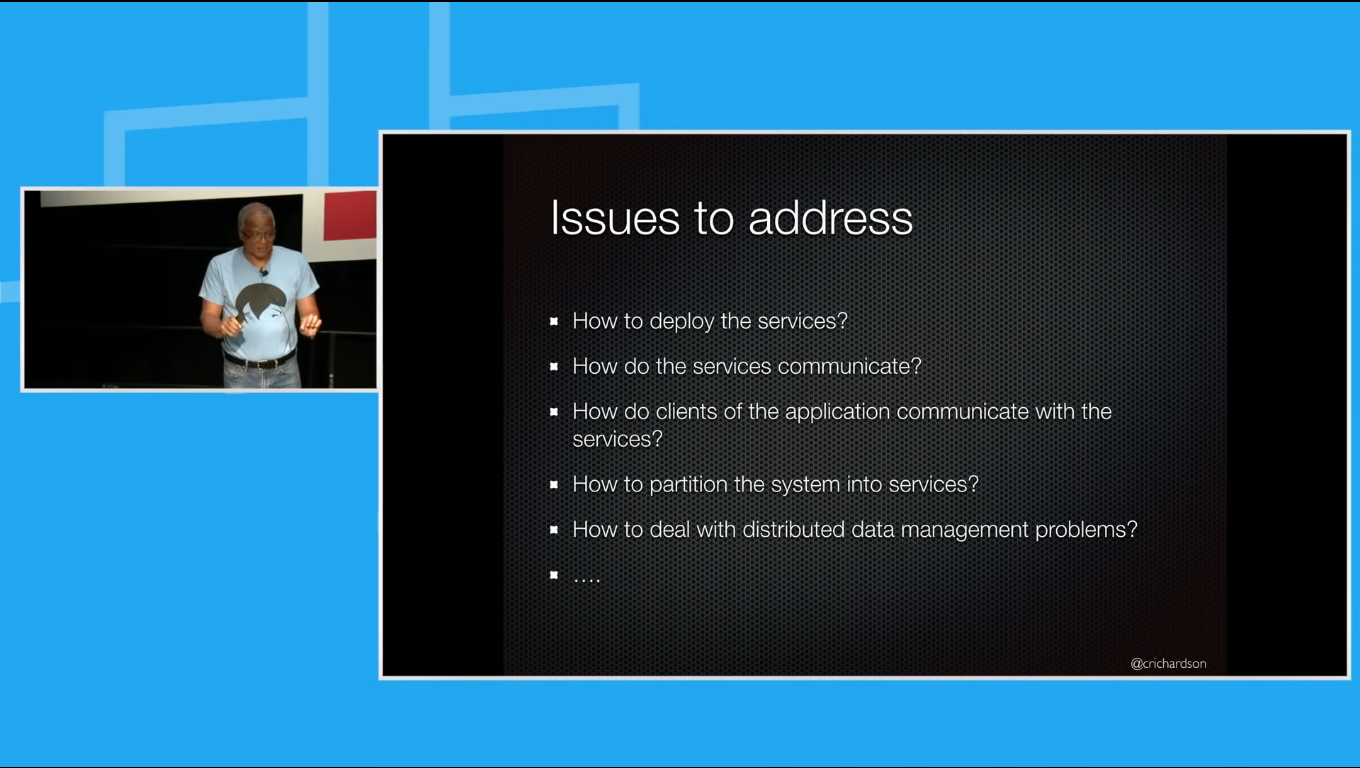 Issues to address
How to deploy the services?
How do the services communicate?
How do clients of the application communicate with the
services?
How to partition the system into services?
How to deal with distributed data management problems?
….
@crichardson